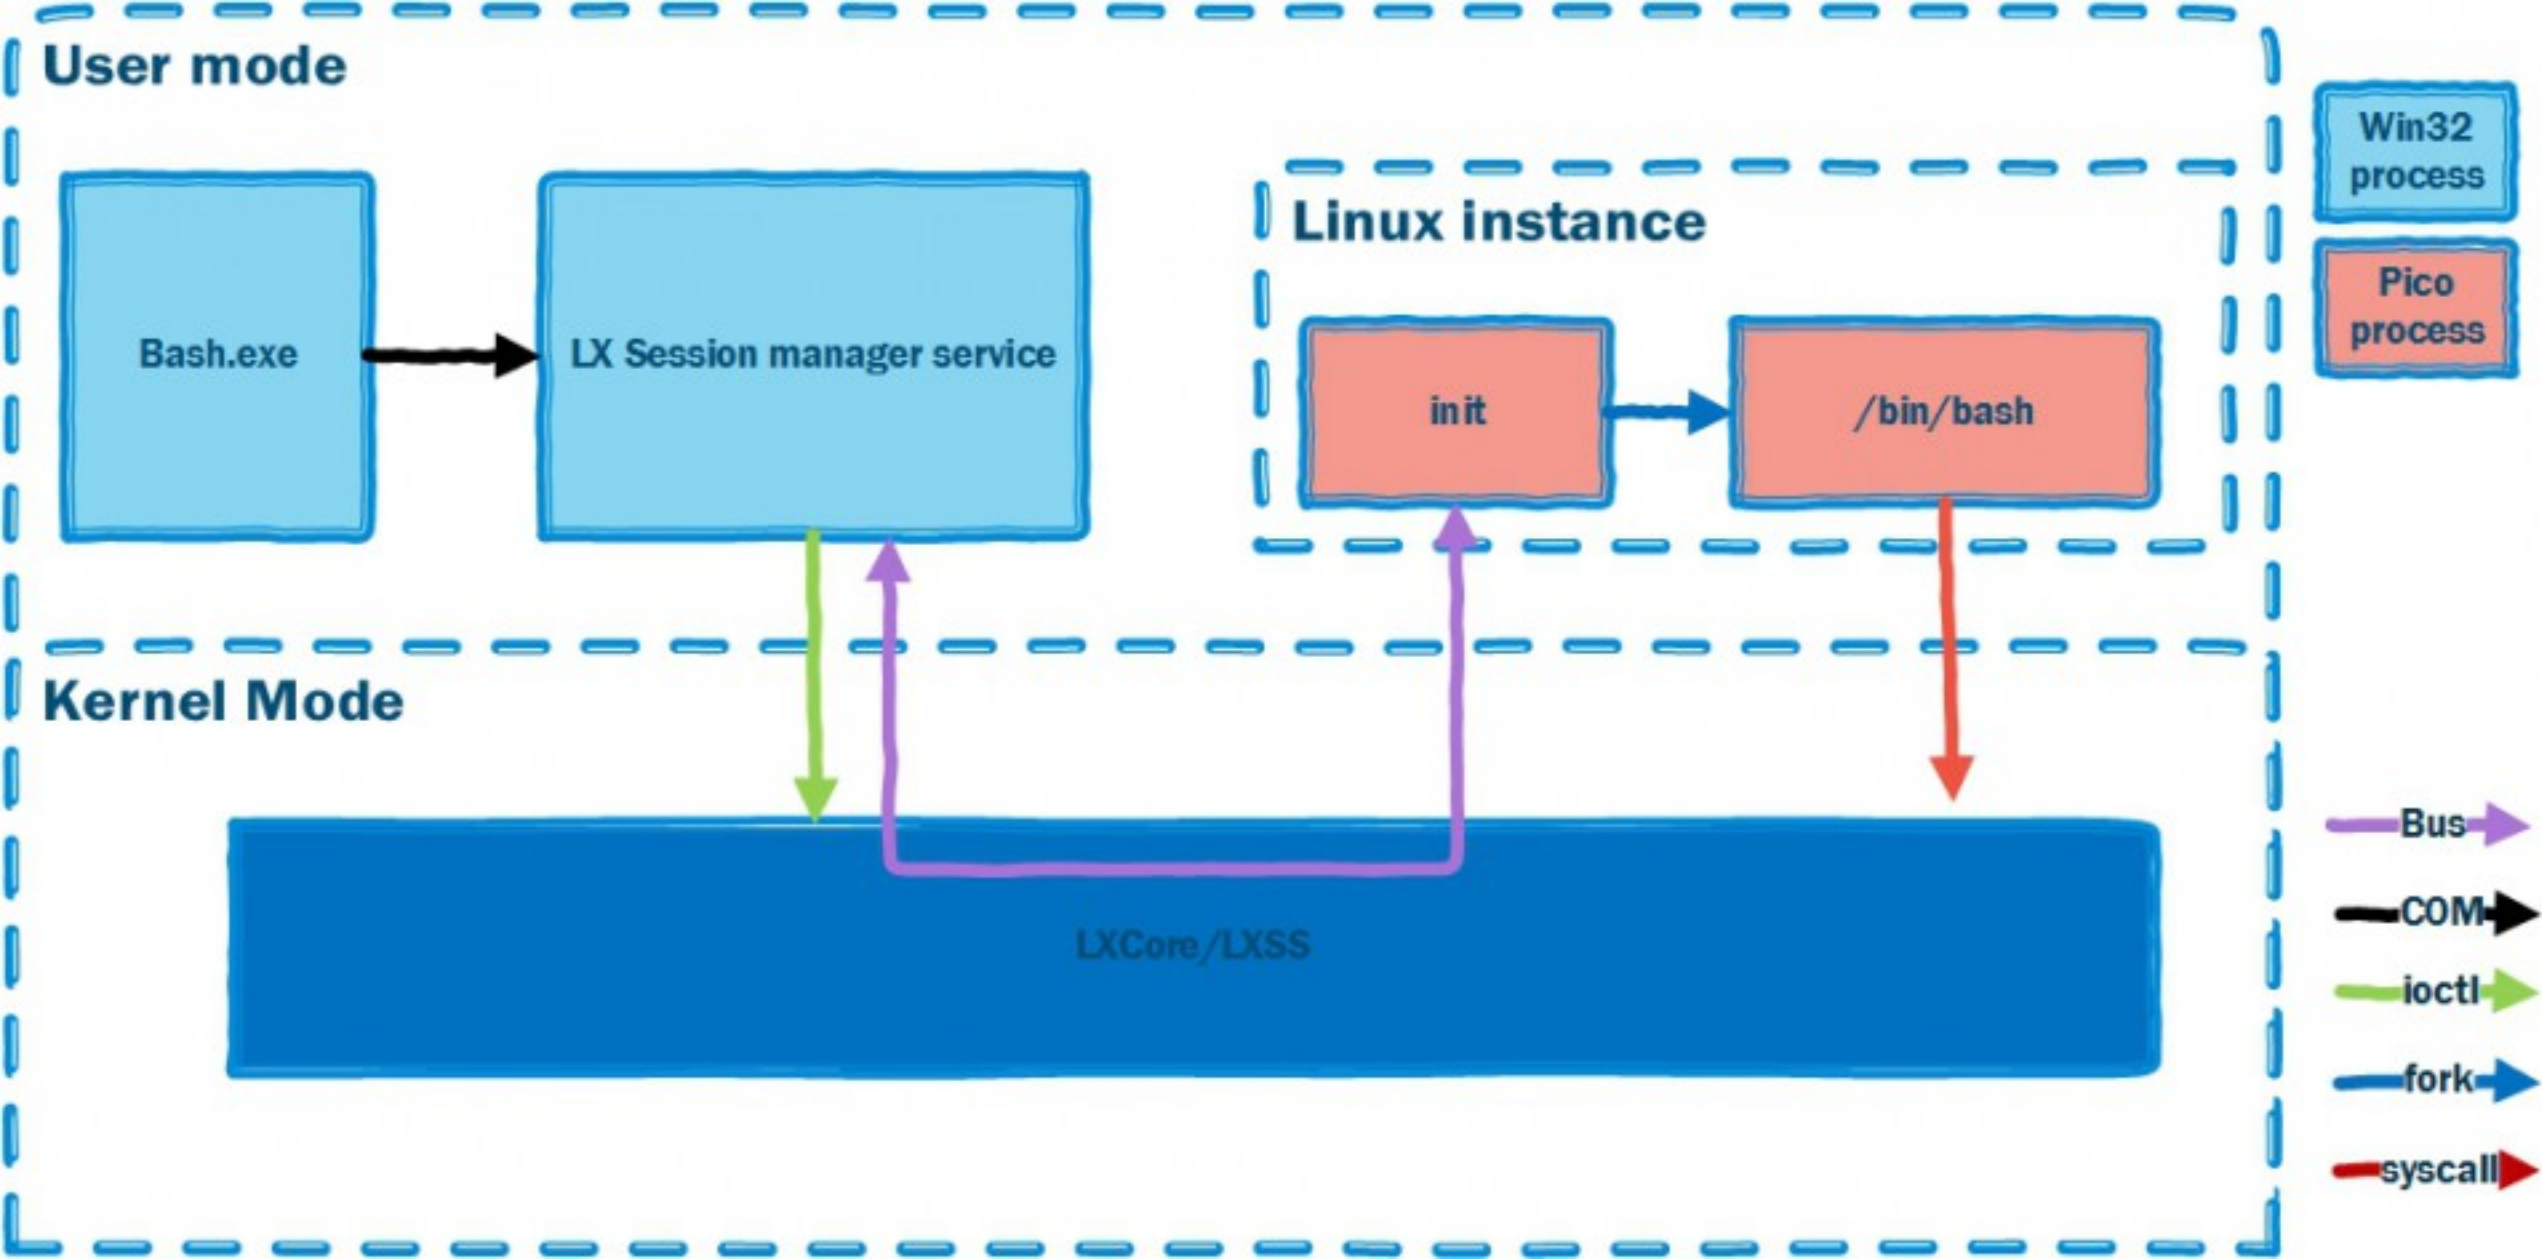 User mode
Win32
process
Linux instance
Pico
process
Bash.exe
LX Session manager service
init
/bin/bash
Kernel Mode
Bus
COM
LXCore/LXSS
ioctl
fork
syscall